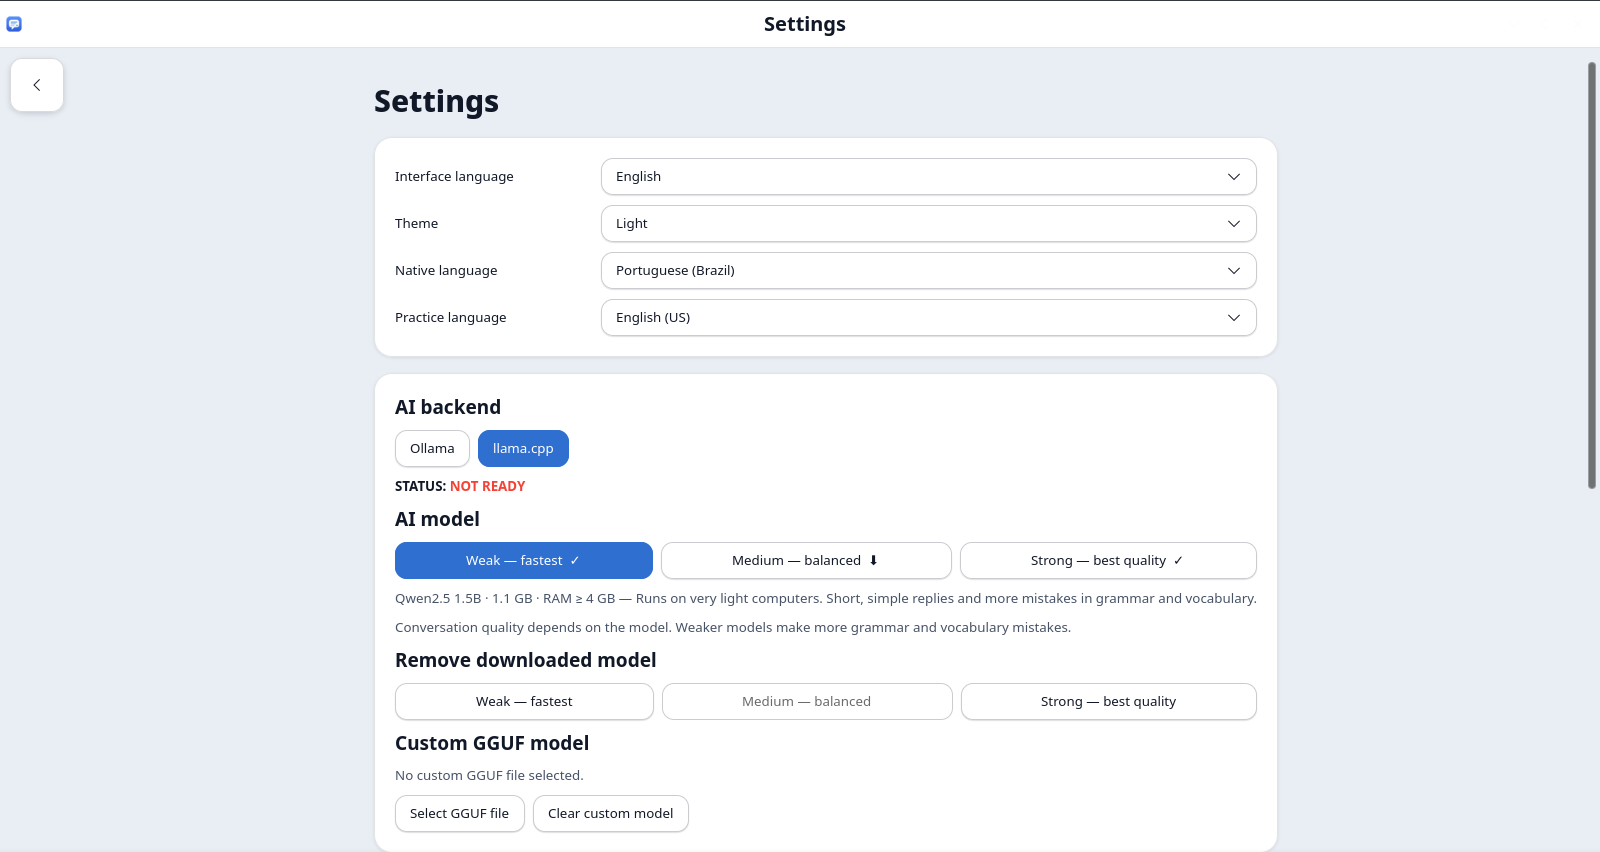 Settings
Settings
Interface language
English
Theme
Light
Native language
Portuguese (Brazil)
Practice language
English (US)
AI backend
Ollama
llama.cpp
STATUS: NOT READY
AI model
Weak — fastest ✓
Medium — balanced ⬇
Strong — best quality ✓
Qwen2.5 1.5B · 1.1 GB · RAM ≥ 4 GB — Runs on very light computers. Short, simple replies and more mistakes in grammar and vocabulary.
Conversation quality depends on the model. Weaker models make more grammar and vocabulary mistakes.
Remove downloaded model
Weak — fastest
Medium — balanced
Strong — best quality
Custom GGUF model
No custom GGUF file selected.
Select GGUF file
Clear custom model